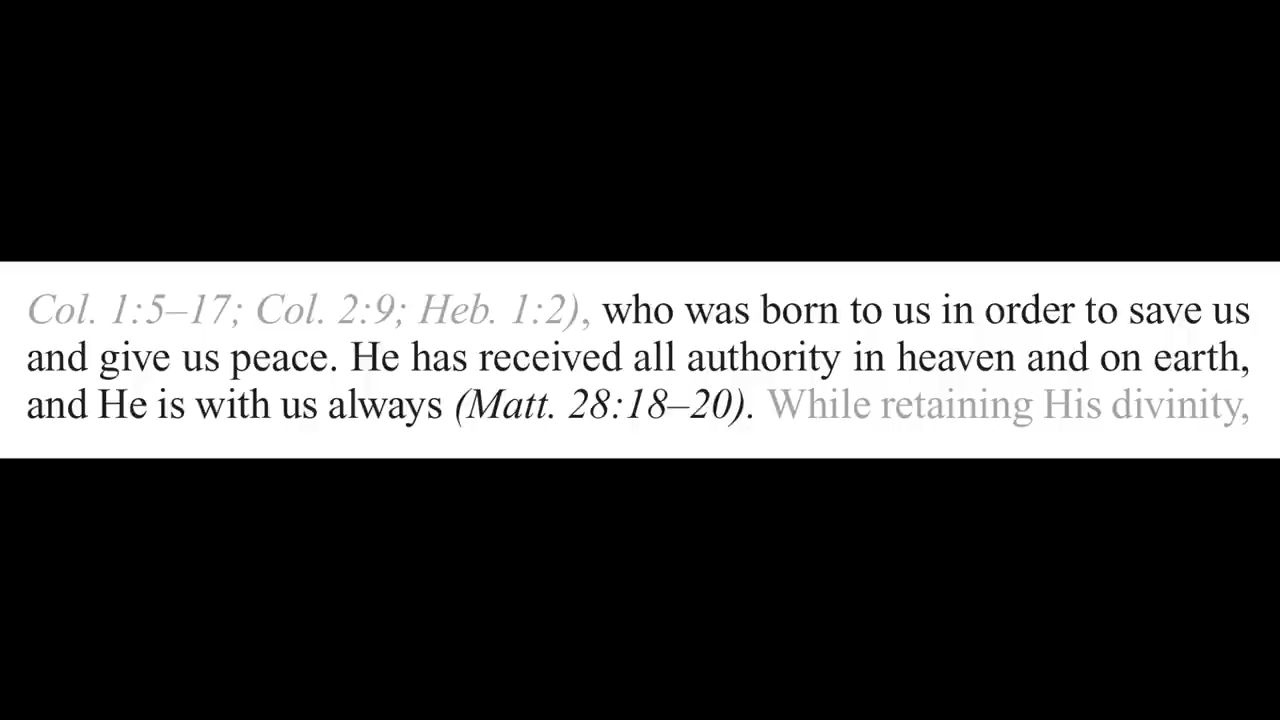 Col. 1:5–17; Col. 2:9; Heb. 1:2), who was born to us in order to save us
and give us peace. He has received all authority in heaven and on earth,
and He is with us always (Matt. 28:18–20). While retaining His divinity,